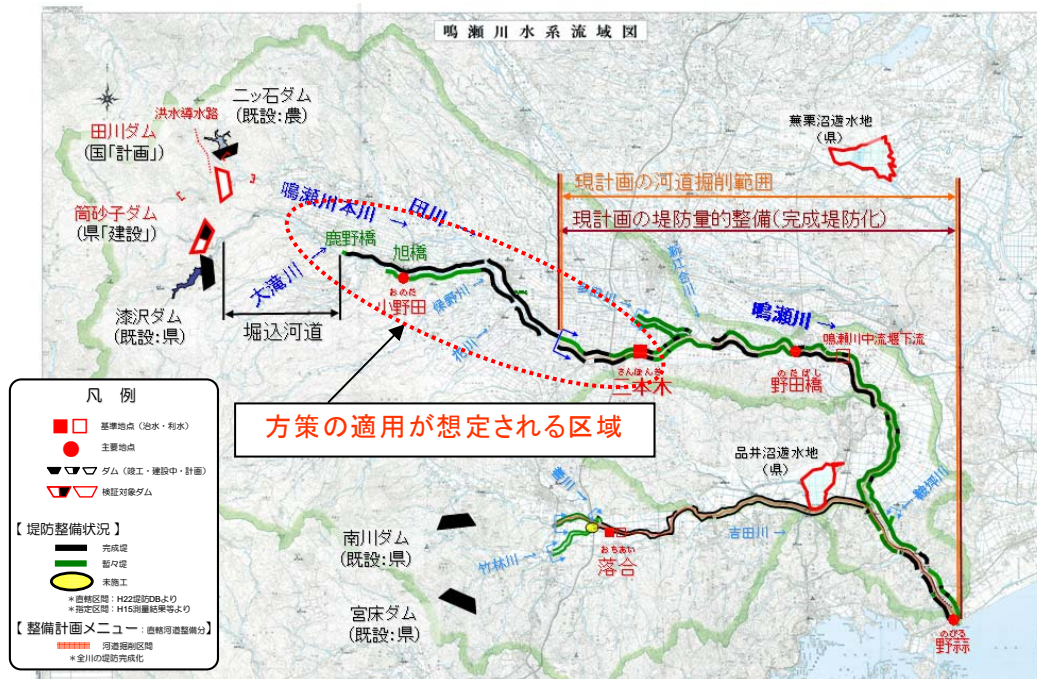 鳴瀬川水系流域図
二ッ石ダム
(既設:農)
洪水導水路
田川ダム
(国「計画」)
筒砂子ダム
(県「建設」)
漆沢ダム
(既設:県)
大滝川 →
堀込河道
鳴瀬川本川 →
田川 →
鹿野橋
旭橋
おのだ
小野田
保野川
花川
蕪栗沼遊水地
(県)
現計画の河道掘削範囲
現計画の堤防量的整備(完成堤防化)
多田川
新江合川
鳴瀬川 →
鳴瀬川中流堰下流
さんぼんぎ
三本木
のだばし
野田橋
方策の適用が想定される区域
品井沼遊水地
(県)
鞍坪川
吉田川
善川
竹林川
おちあい
落合
南川ダム
(既設:県)
宮床ダム
(既設:県)
のびる
野蒜
凡 例
基準地点(治水・利水)
主要地点
ダム(竣工・建設中・計画)
検証対象ダム
【 堤防整備状況 】
完成堤
暫々堤
未施工
*直轄区間:H22堤防DBより
*指定区間:H15測量結果等より
【 整備計画メニュー:直轄河道整備分】
河道掘削区間
*全川の堤防完成化